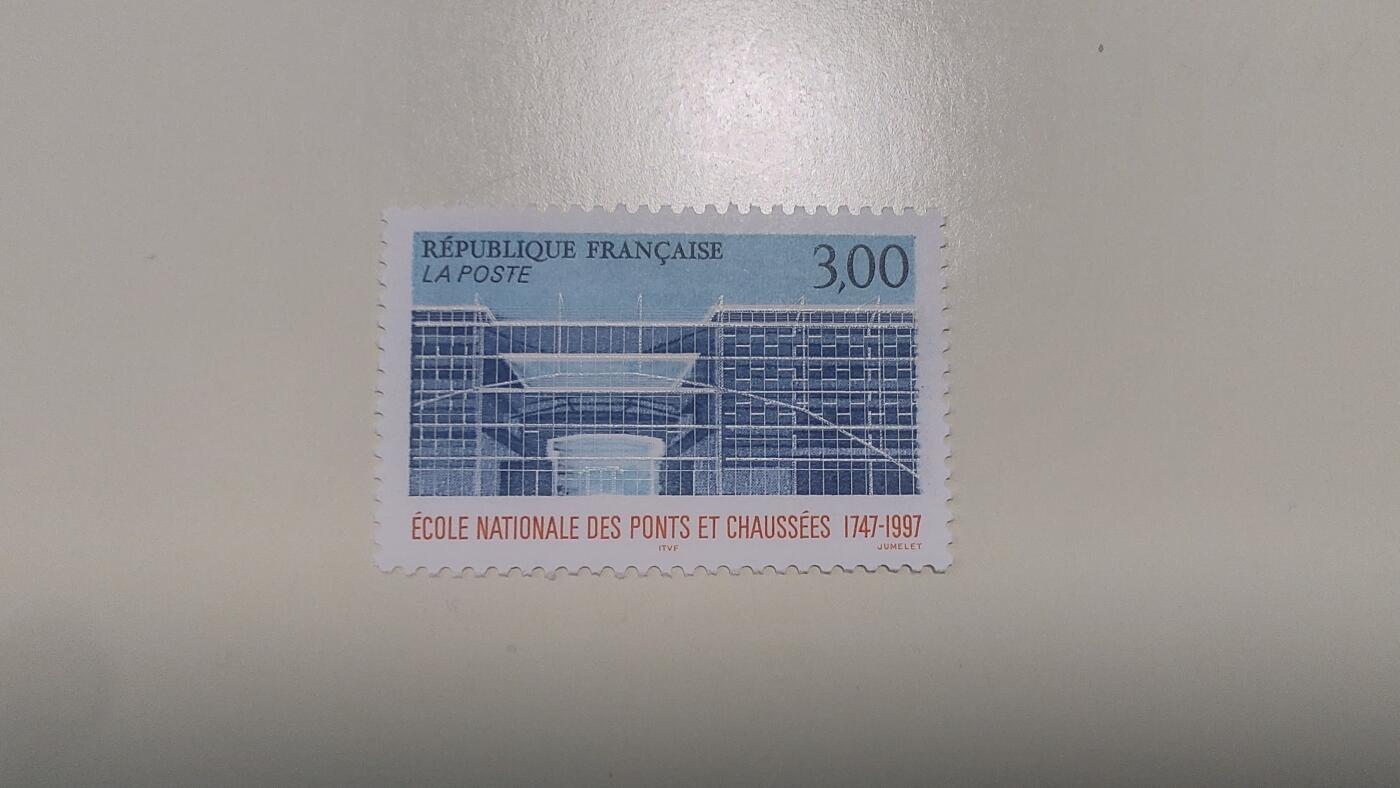 RÉPUBLIQUE FRANÇAISE 3,00
LA POSTE
ÉCOLE NATIONALE DES PONTS ET CHAUSSÉES 1747-1997
ITVF JUMELET